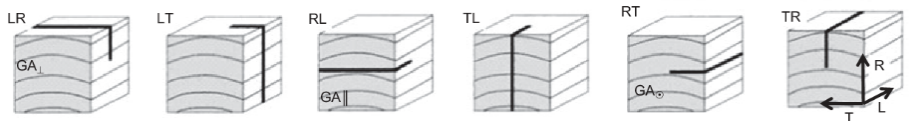 LR LT RL TL RT TR
GA⊥
GA∥
GA⊙
R
L
T